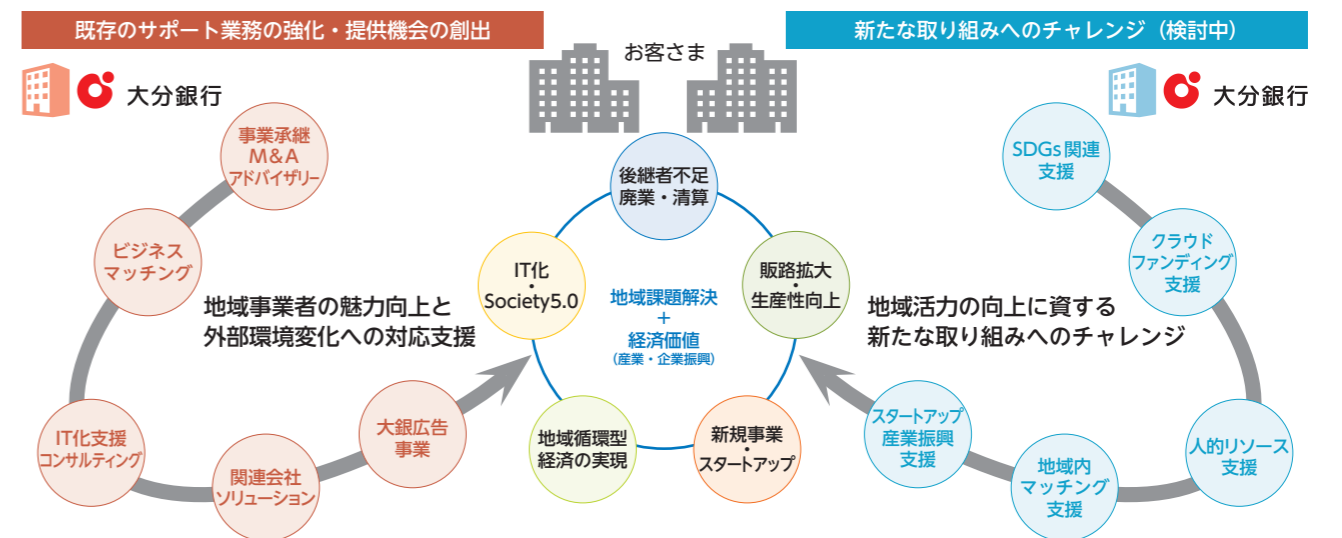 既存のサポート業務の強化・提供機会の創出
大分銀行
事業承継
M&A
アドバイザリー
ビジネス
マッチング
地域事業者の魅力向上と
外部環境変化への対応支援
IT化支援
コンサルティング
関連会社
ソリューション
大銀広告
事業
お客さま
後継者不足
廃業・清算
IT化
・
Society5.0
販路拡大
・
生産性向上
地域課題解決
+
経済価値
(産業・企業振興)
地域循環型
経済の実現
新規事業
・
スタートアップ
新たな取り組みへのチャレンジ(検討中)
大分銀行
SDGs関連
支援
クラウド
ファンディング
支援
地域活力の向上に資する
新たな取り組みへのチャレンジ
スタートアップ
産業振興
支援
地域内
マッチング
支援
人的リソース
支援